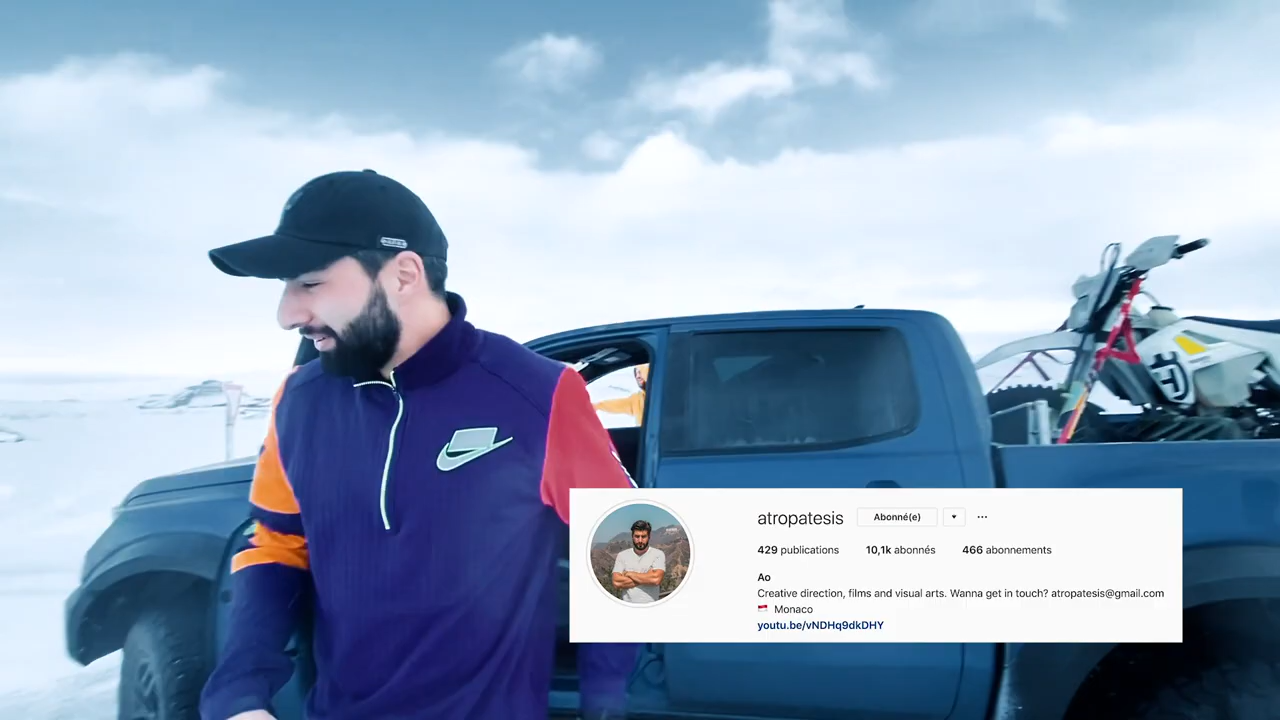 atropatesis Abonné(e) ▾ ...
429 publications 10,1k abonnés 466 abonnements
Ao
Creative direction, films and visual arts. Wanna get in touch? atropatesis@gmail.com
Monaco
youtu.be/vNDHq9dkDHY